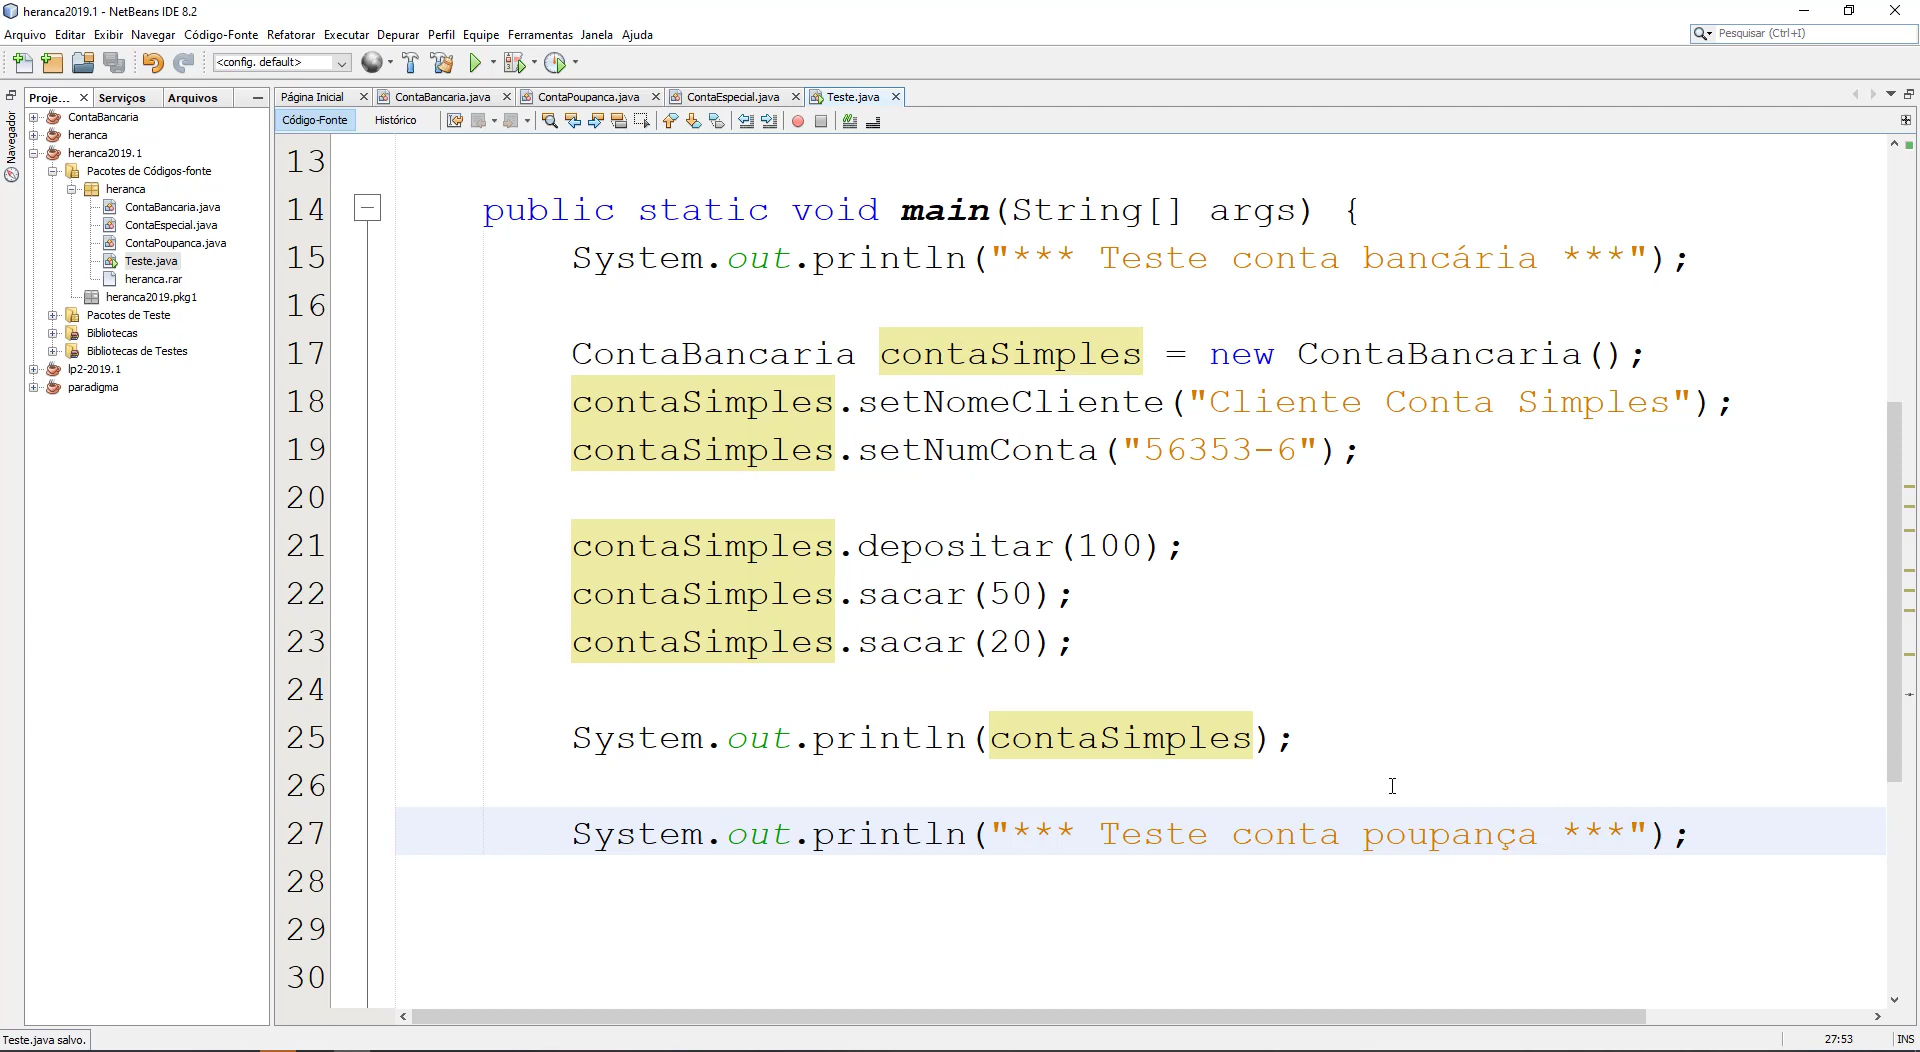 heranca2019.1 - NetBeans IDE 8.2
Arquivo Editar Exibir Navegar Código-Fonte Refatorar Executar Depurar Perfil Equipe Ferramentas Janela Ajuda
Pesquisar (Ctrl+I)
<config. default>
Proje... Serviços Arquivos
Página Inicial ContaBancaria.java ContaPoupanca.java ContaEspecial.java Teste.java
Código-Fonte Histórico
Navegador
ContaBancaria
heranca
heranca2019.1
Pacotes de Códigos-fonte
heranca
ContaBancaria.java
ContaEspecial.java
ContaPoupanca.java
Teste.java
heranca.rar
heranca2019.pkg1
Pacotes de Teste
Bibliotecas
Bibliotecas de Testes
lp2-2019.1
paradigma
13
14 public static void main(String[] args) {
15 System.out.println("*** Teste conta bancária ***");
16
17 ContaBancaria contaSimples = new ContaBancaria();
18 contaSimples.setNomeCliente("Cliente Conta Simples");
19 contaSimples.setNumConta("56353-6");
20
21 contaSimples.depositar(100);
22 contaSimples.sacar(50);
23 contaSimples.sacar(20);
24
25 System.out.println(contaSimples);
26
27 System.out.println("*** Teste conta poupança ***");
28
29
30
Teste.java salvo.
27:53 INS